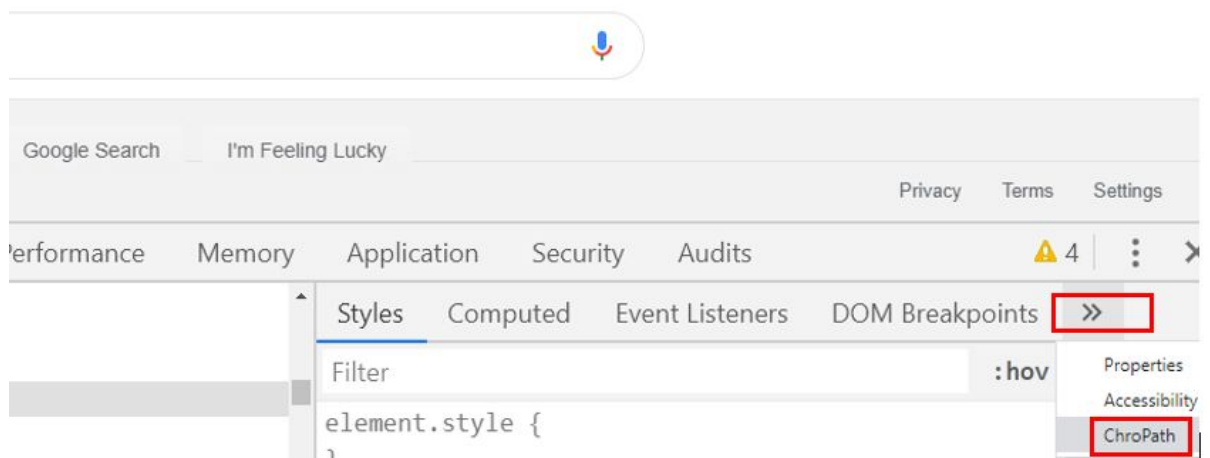 Google Search I'm Feeling Lucky
Privacy Terms Settings
Performance Memory Application Security Audits 4
Styles Computed Event Listeners DOM Breakpoints »
Filter :hov
Properties
Accessibility
element.style {
ChroPath
}